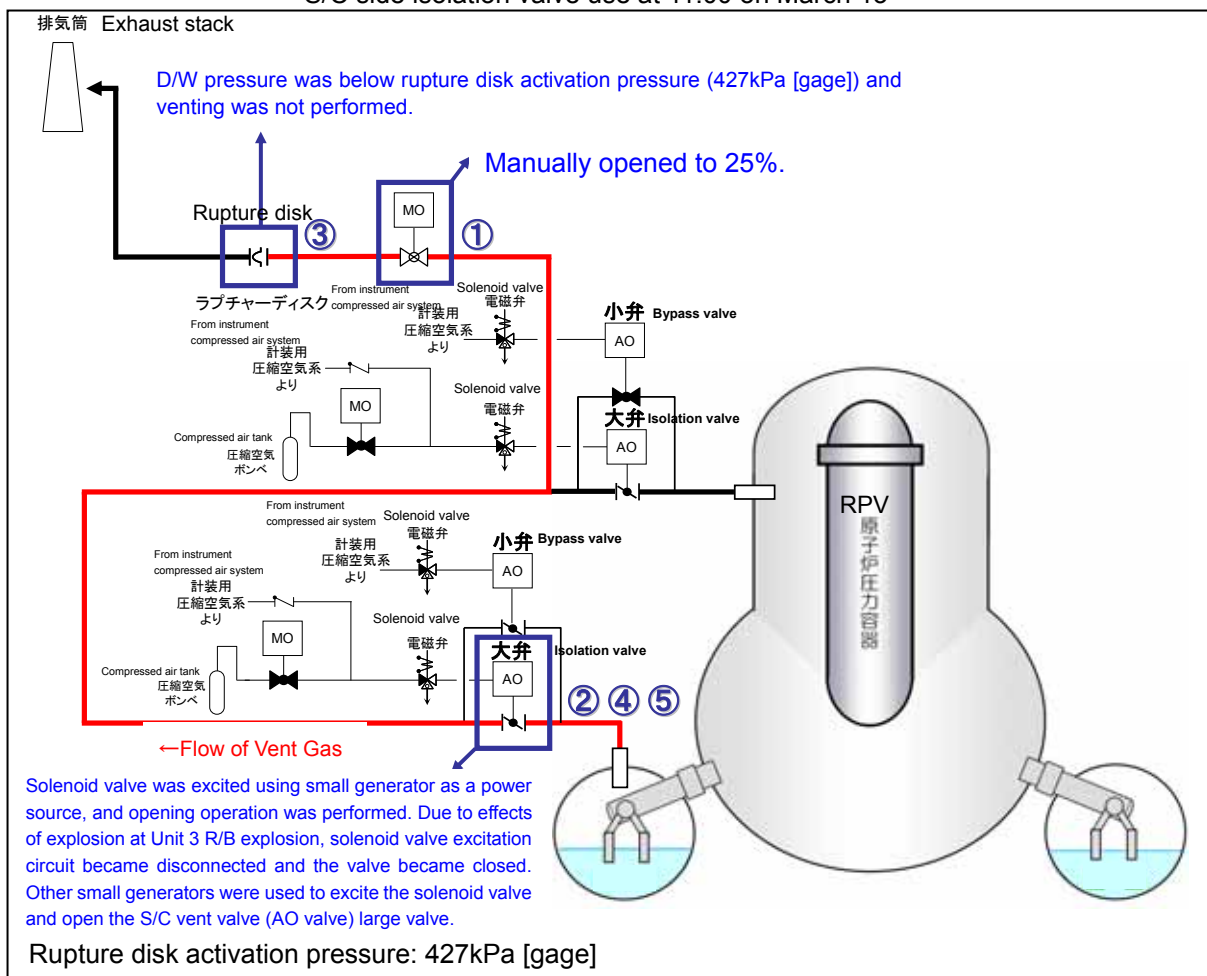 排気筒 Exhaust stack
D/W pressure was below rupture disk activation pressure (427kPa [gage]) and
venting was not performed.
Manually opened to 25%.
MO
Rupture disk
③
①
ラプチャーディスク
From instrument
compressed air system
計装用
圧縮空気系
より
Solenoid valve
電磁弁
小弁 Bypass valve
AO
From instrument
compressed air system
計装用
圧縮空気系
より
MO
Solenoid valve
電磁弁
大弁 Isolation valve
AO
Compressed air tank
圧縮空気
ボンベ
RPV
原子炉圧力容器
From instrument
compressed air system
計装用
圧縮空気系
より
Solenoid valve
電磁弁
小弁 Bypass valve
AO
From instrument
compressed air system
計装用
圧縮空気系
より
MO
Solenoid valve
電磁弁
大弁 Isolation valve
AO
Compressed air tank
圧縮空気
ボンベ
② ④ ⑤
←Flow of Vent Gas
Solenoid valve was excited using small generator as a power
source, and opening operation was performed. Due to effects
of explosion at Unit 3 R/B explosion, solenoid valve excitation
circuit became disconnected and the valve became closed.
Other small generators were used to excite the solenoid valve
and open the S/C vent valve (AO valve) large valve.
Rupture disk activation pressure: 427kPa [gage]